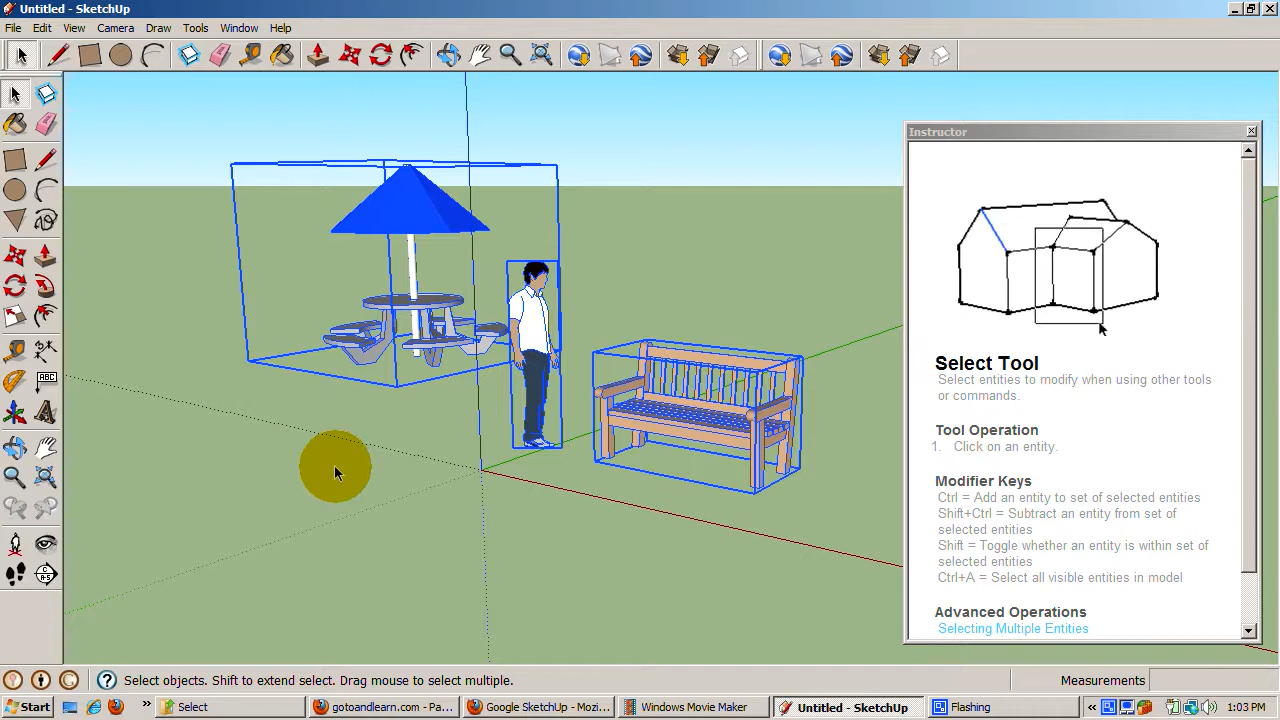 Untitled - SketchUp
File Edit View Camera Draw Tools Window Help
Instructor
ABC
Select Tool
Select entities to modify when using other tools
or commands.
Tool Operation
1. Click on an entity.
Modifier Keys
Ctrl = Add an entity to set of selected entities
Shift+Ctrl = Subtract an entity from set of
selected entities
Shift = Toggle whether an entity is within set of
selected entities
Ctrl+A = Select all visible entities in model
Advanced Operations
Selecting Multiple Entities
Select objects. Shift to extend select. Drag mouse to select multiple.
Measurements
Start
Select
gotoandlearn.com - Pa...
Google SketchUp - Mozi...
Windows Movie Maker
Untitled - SketchUp
Flashing
1:03 PM